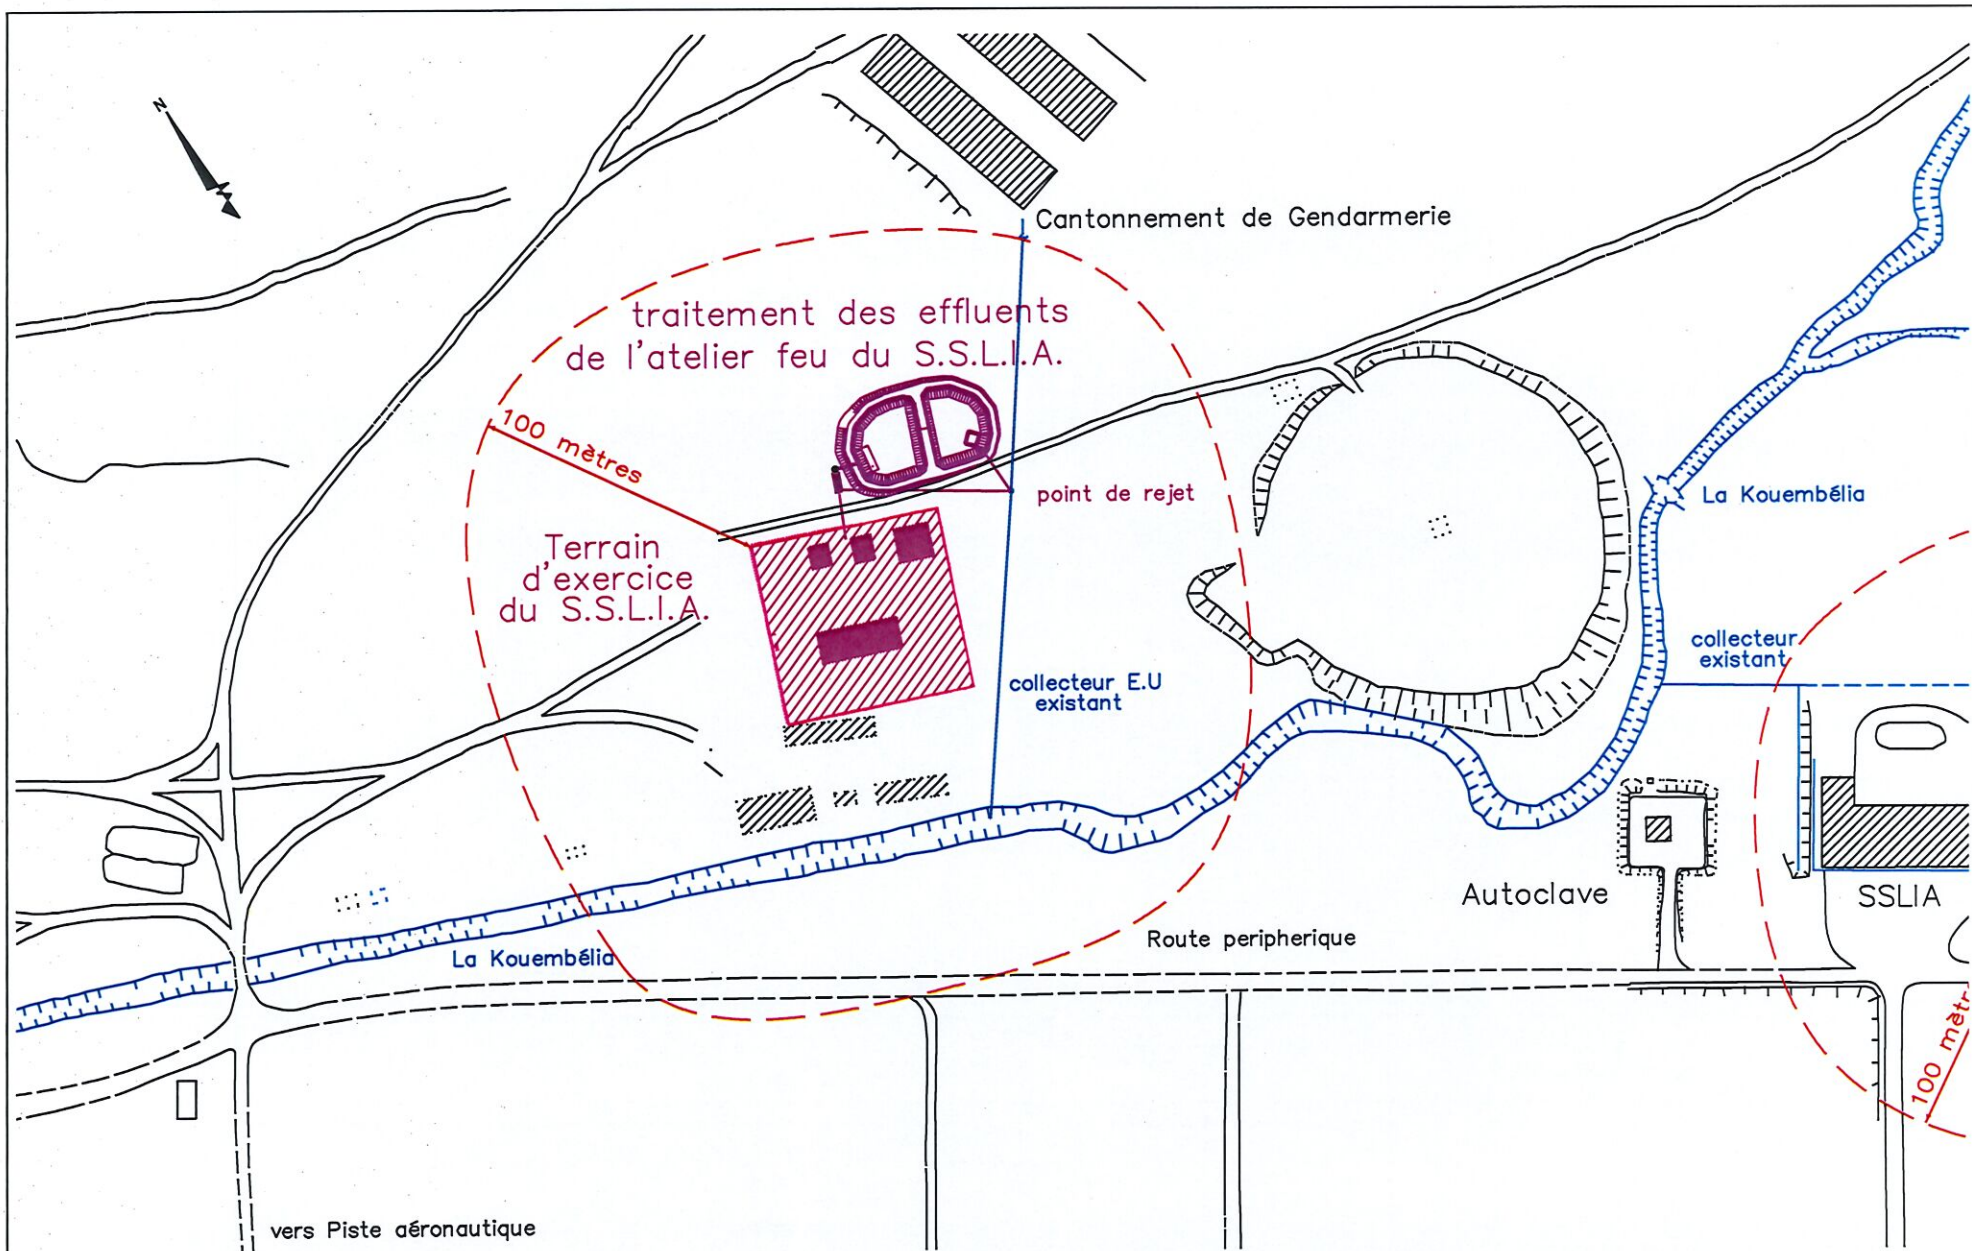 N
Cantonnement de Gendarmerie
traitement des effluents
de l'atelier feu du S.S.L.I.A.
100 mètres
point de rejet
La Kouembélia
Terrain
d'exercice
du S.S.L.I.A.
collecteur E.U
existant
collecteur
existant
Autoclave
SSLIA
Route peripherique
La Kouembélia
100 mètr
vers Piste aéronautique